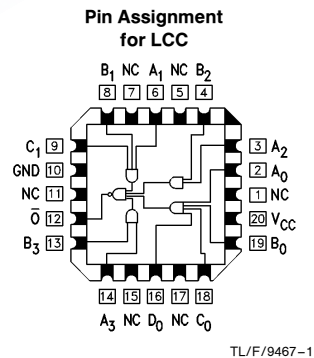 Pin Assignment
for LCC
B1 NC A1 NC B2
8 7 6 5 4
C1 9 3 A2
GND 10 2 A0
NC 11 1 NC
O̅ 12 20 VCC
B3 13 19 B0
14 15 16 17 18
A3 NC D0 NC C0
TL/F/9467–1